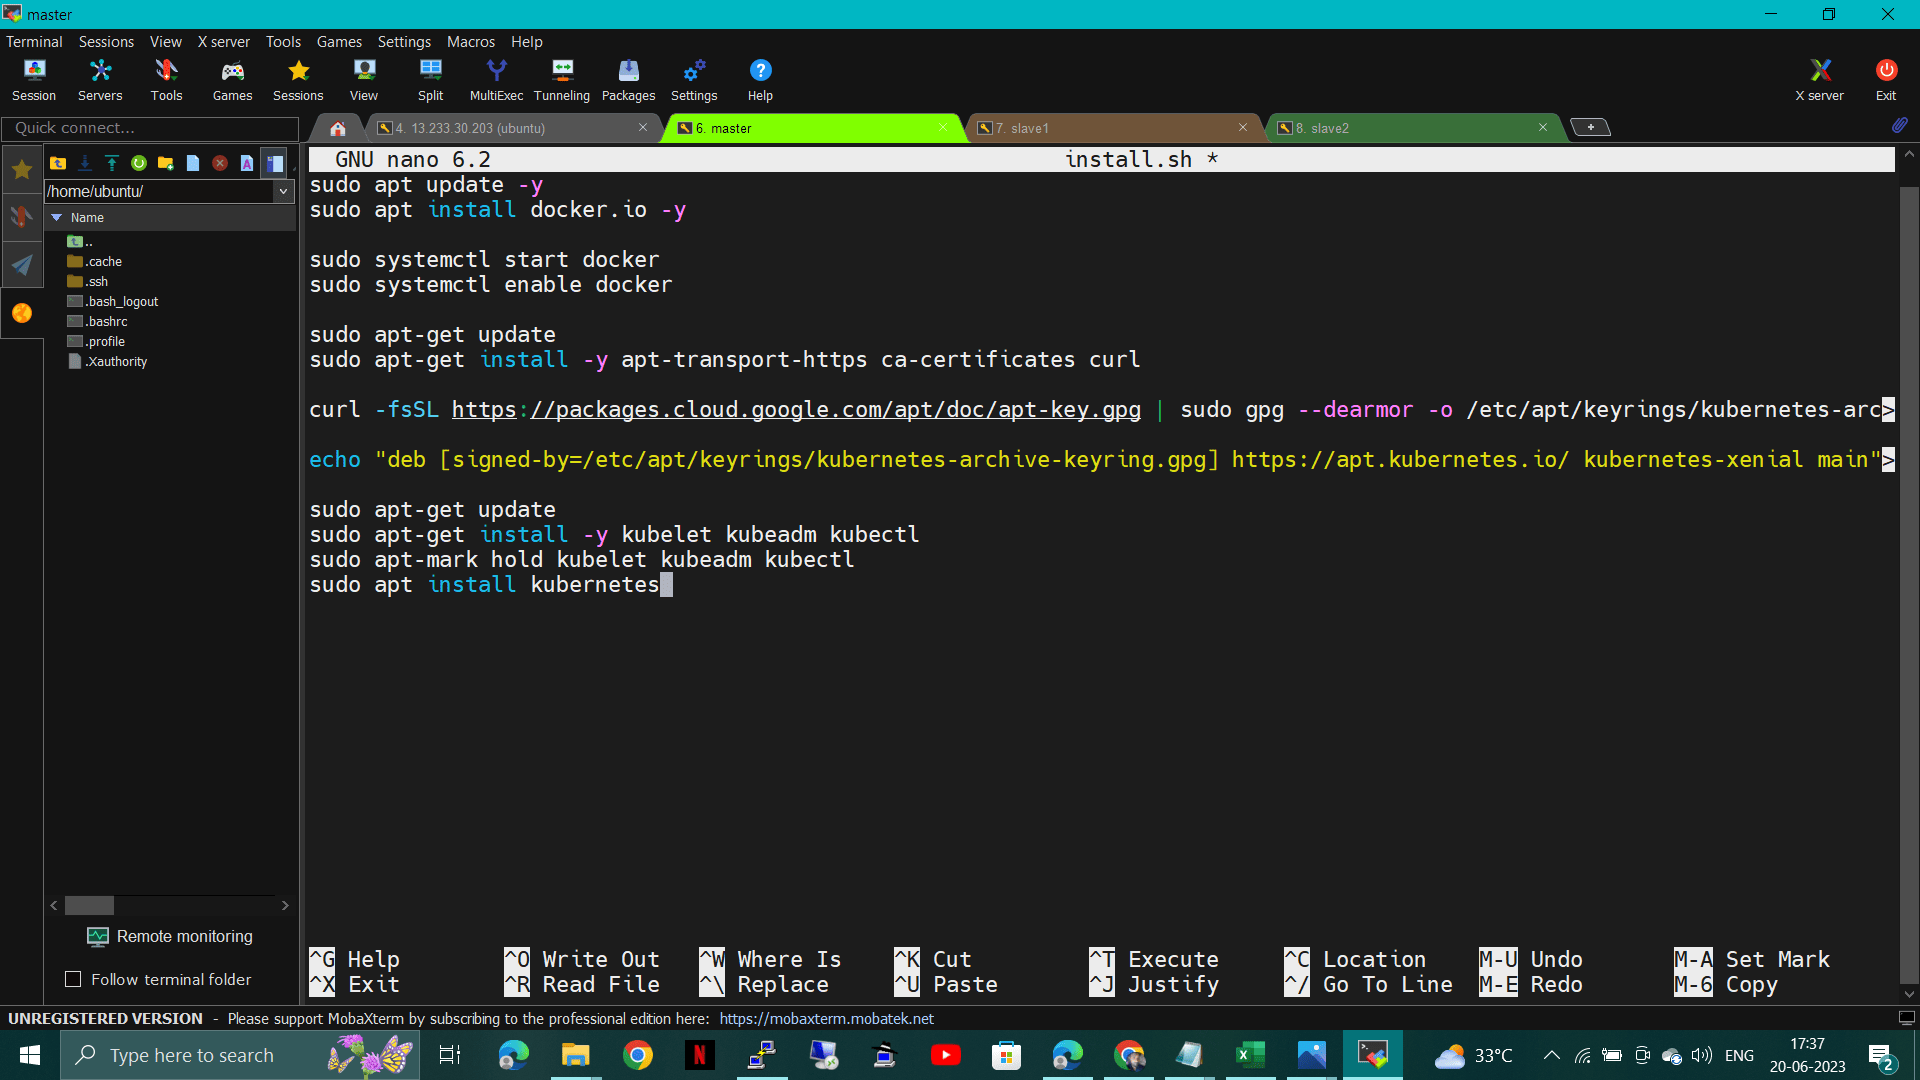 master
Terminal Sessions View X server Tools Games Settings Macros Help
Session Servers Tools Games Sessions View Split MultiExec Tunneling Packages Settings Help X server Exit
Quick connect...
4. 13.233.30.203 (ubuntu)
6. master
7. slave1
8. slave2
/home/ubuntu/
Name
..
.cache
.ssh
.bash_logout
.bashrc
.profile
.Xauthority
GNU nano 6.2 install.sh *
sudo apt update -y
sudo apt install docker.io -y
sudo systemctl start docker
sudo systemctl enable docker
sudo apt-get update
sudo apt-get install -y apt-transport-https ca-certificates curl
curl -fsSL https://packages.cloud.google.com/apt/doc/apt-key.gpg | sudo gpg --dearmor -o /etc/apt/keyrings/kubernetes-arc>
echo "deb [signed-by=/etc/apt/keyrings/kubernetes-archive-keyring.gpg] https://apt.kubernetes.io/ kubernetes-xenial main">
sudo apt-get update
sudo apt-get install -y kubelet kubeadm kubectl
sudo apt-mark hold kubelet kubeadm kubectl
sudo apt install kubernetes
Remote monitoring
Follow terminal folder
^G Help ^O Write Out ^W Where Is ^K Cut ^T Execute ^C Location M-U Undo M-A Set Mark
^X Exit ^R Read File ^\ Replace ^U Paste ^J Justify ^/ Go To Line M-E Redo M-6 Copy
UNREGISTERED VERSION - Please support MobaXterm by subscribing to the professional edition here: https://mobaxterm.mobatek.net
Type here to search
33°C
ENG
17:37
20-06-2023
2